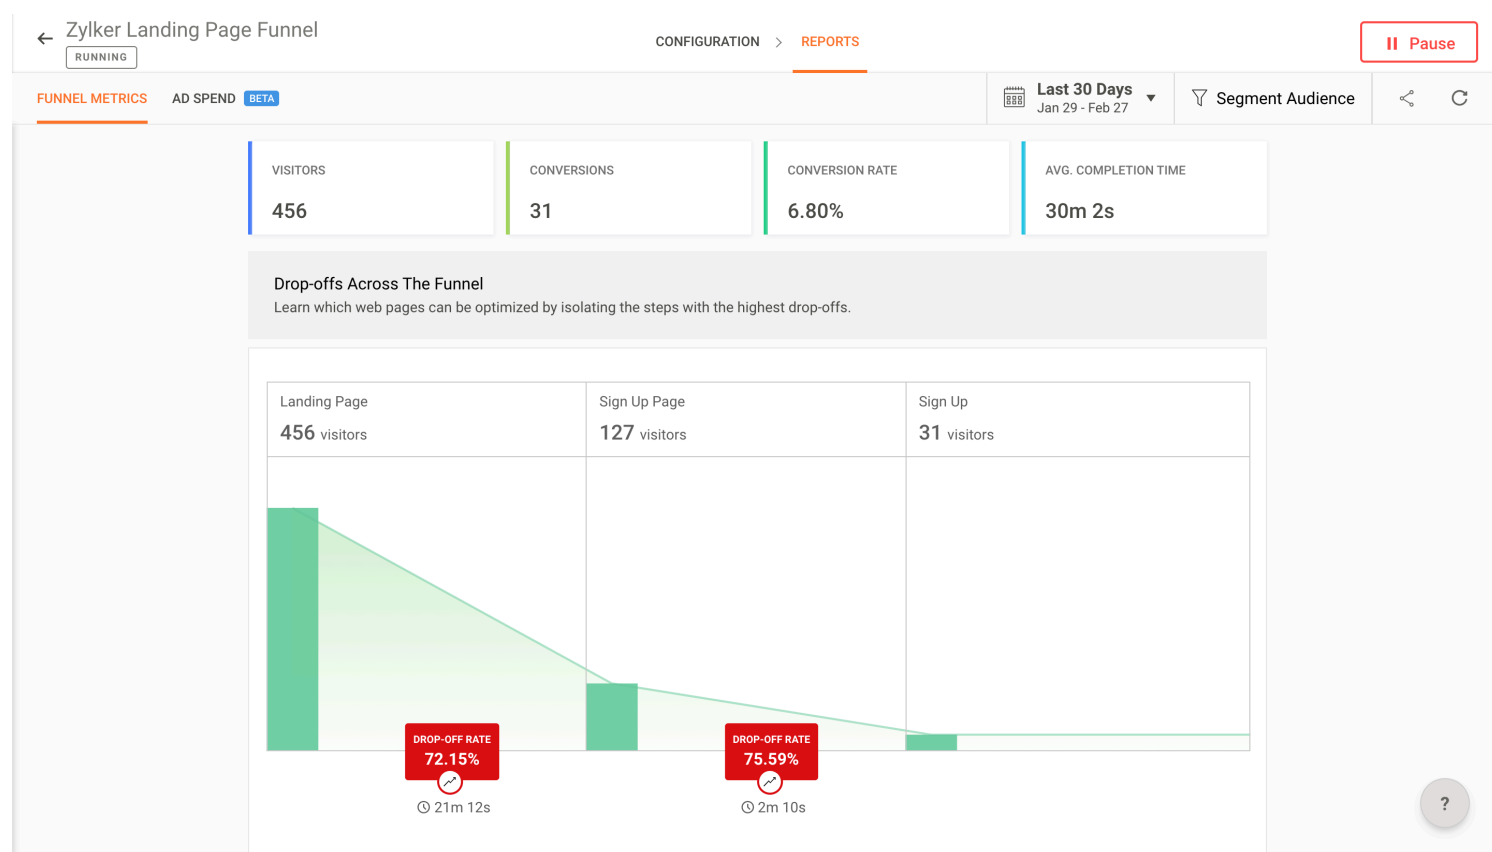 Zylker Landing Page Funnel
RUNNING
CONFIGURATION
REPORTS
Pause
FUNNEL METRICS
AD SPEND
BETA
Last 30 Days
Jan 29 - Feb 27
Segment Audience
VISITORS
456
CONVERSIONS
31
CONVERSION RATE
6.80%
AVG. COMPLETION TIME
30m 2s
Drop-offs Across The Funnel
Learn which web pages can be optimized by isolating the steps with the highest drop-offs.
Landing Page
456 visitors
Sign Up Page
127 visitors
Sign Up
31 visitors
DROP-OFF RATE
72.15%
21m 12s
DROP-OFF RATE
75.59%
2m 10s
?